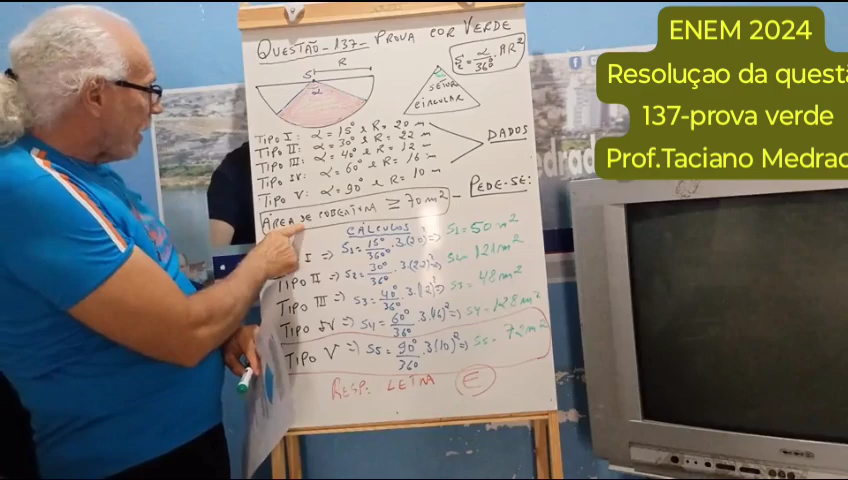 QUESTÃO - 137 - PROVA COR VERDE
S R
α
Sc = α/360° . π R²
SETOR
CIRCULAR
TIPO I: α = 15° e R = 20 m
TIPO II: α = 30° e R = 22 m
TIPO III: α = 40° e R = 12 m
TIPO IV: α = 60° e R = 16 m
TIPO V: α = 90° e R = 10 m
DADOS
ÁREA DE COBERTURA ≥ 70 m² - PEDE-SE:
CÁLCULOS
I => S1 = 15°/360° . 3.(20)² => S1 = 50 m²
TIPO II => S2 = 30°/360° . 3.(22)² => S2 = 121 m²
TIPO III => S3 = 40°/360° . 3.(12)² => S3 = 48 m²
TIPO IV => S4 = 60°/360° . 3.(16)² => S4 = 128 m²
TIPO V => S5 = 90°/360° . 3(10)² => S5 = 72 m²
RESP: LETRA E
ENEM 2024
Resoluçao da questã
137-prova verde
Prof.Taciano Medrad